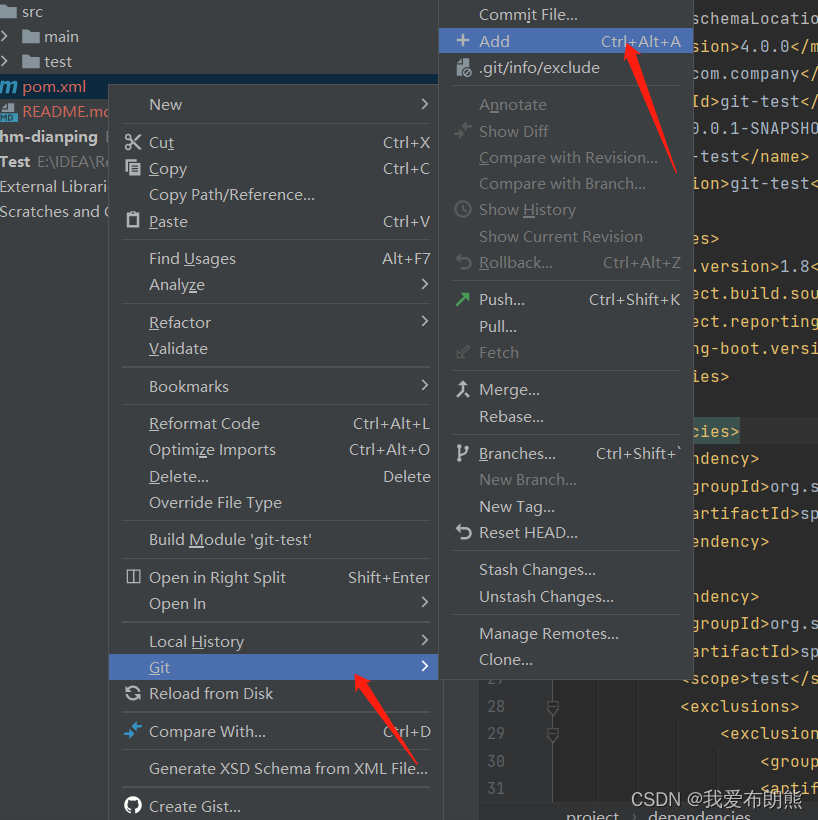 src
main
test
pom.xml
README.md
hm-dianping
Test E:\IDEA\Re
External Librari
Scratches and C
New
Cut Ctrl+X
Copy Ctrl+C
Copy Path/Reference...
Paste Ctrl+V
Find Usages Alt+F7
Analyze
Refactor
Validate
Bookmarks
Reformat Code Ctrl+Alt+L
Optimize Imports Ctrl+Alt+O
Delete... Delete
Override File Type
Build Module 'git-test'
Open in Right Split Shift+Enter
Open In
Local History
Git
Reload from Disk
Compare With... Ctrl+D
Generate XSD Schema from XML File...
Create Gist...
Commit File...
Add Ctrl+Alt+A
.git/info/exclude
Annotate
Show Diff
Compare with Revision...
Compare with Branch...
Show History
Show Current Revision
Rollback... Ctrl+Alt+Z
Push... Ctrl+Shift+K
Pull...
Fetch
Merge...
Rebase...
Branches... Ctrl+Shift+`
New Branch...
New Tag...
Reset HEAD...
Stash Changes...
Unstash Changes...
Manage Remotes...
Clone...
schemaLocatio
sion>4.0.0</m
com.company</
Id>git-test</
0.0.1-SNAPSHO
-test</name>
ion>git-test<
es>
.version>1.8<
ect.build.sou
ect.reporting
ng-boot.versi
ies>
cies>
ndency>
groupId>org.s
artifactId>sp
endency>
ndency>
groupId>org.s
artifactId>sp
27 <scope>test</s
28 <exclusions>
29 <exclusion
30 <group
31 <artif
project › dependencies
CSDN @我爱布朗熊